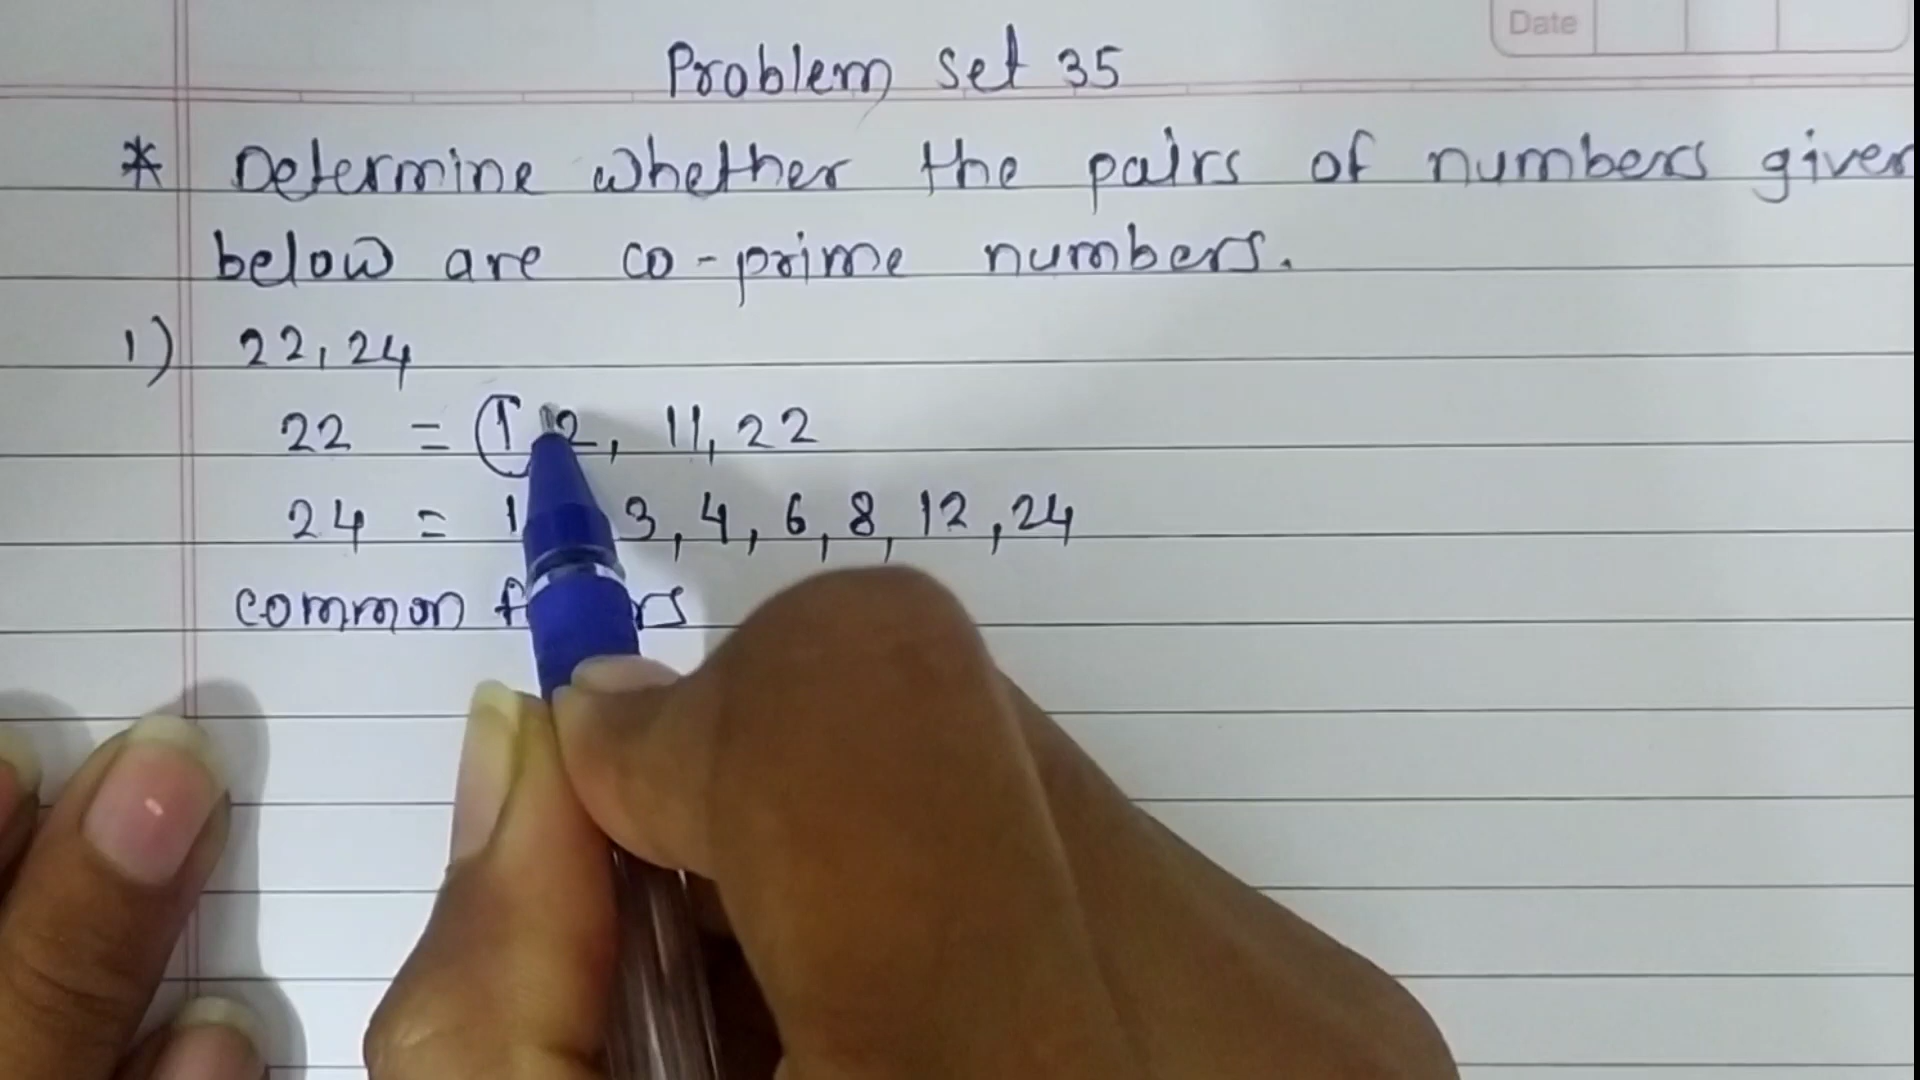 Date
Problem Set 35
* Determine whether the pairs of numbers given
below are co-prime numbers.
1) 22, 24
22 = 1 2, 11, 22
24 = 1 3, 4, 6, 8, 12, 24
common